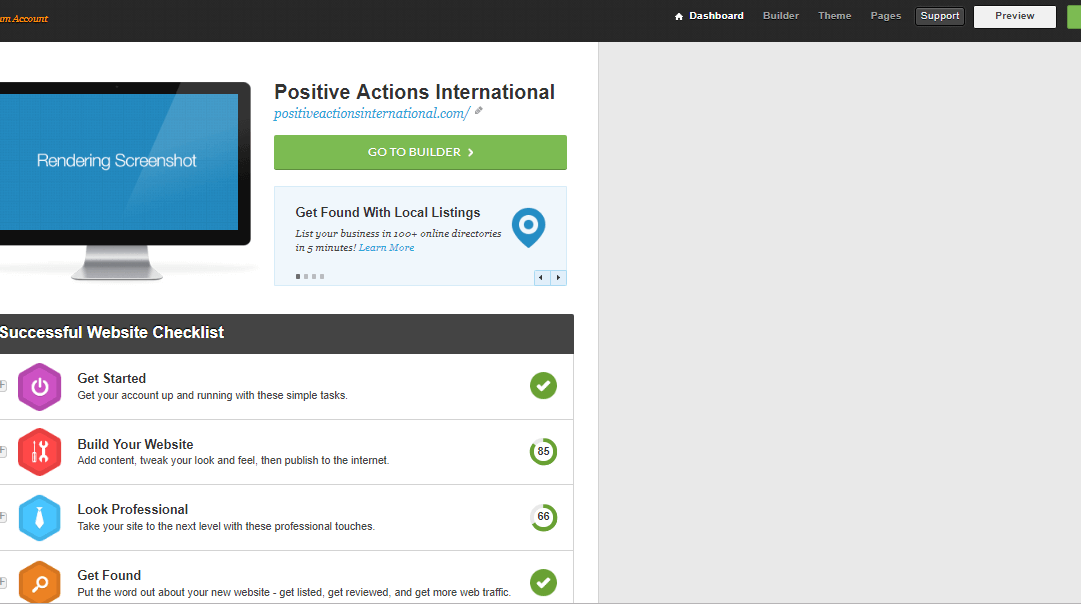 um Account
Dashboard Builder Theme Pages Support Preview
Rendering Screenshot
Positive Actions International
positiveactionsinternational.com/
GO TO BUILDER
Get Found With Local Listings
List your business in 100+ online directories
in 5 minutes! Learn More
Successful Website Checklist
Get Started
Get your account up and running with these simple tasks.
Build Your Website
Add content, tweak your look and feel, then publish to the internet.
85
Look Professional
Take your site to the next level with these professional touches.
66
Get Found
Put the word out about your new website - get listed, get reviewed, and get more web traffic.